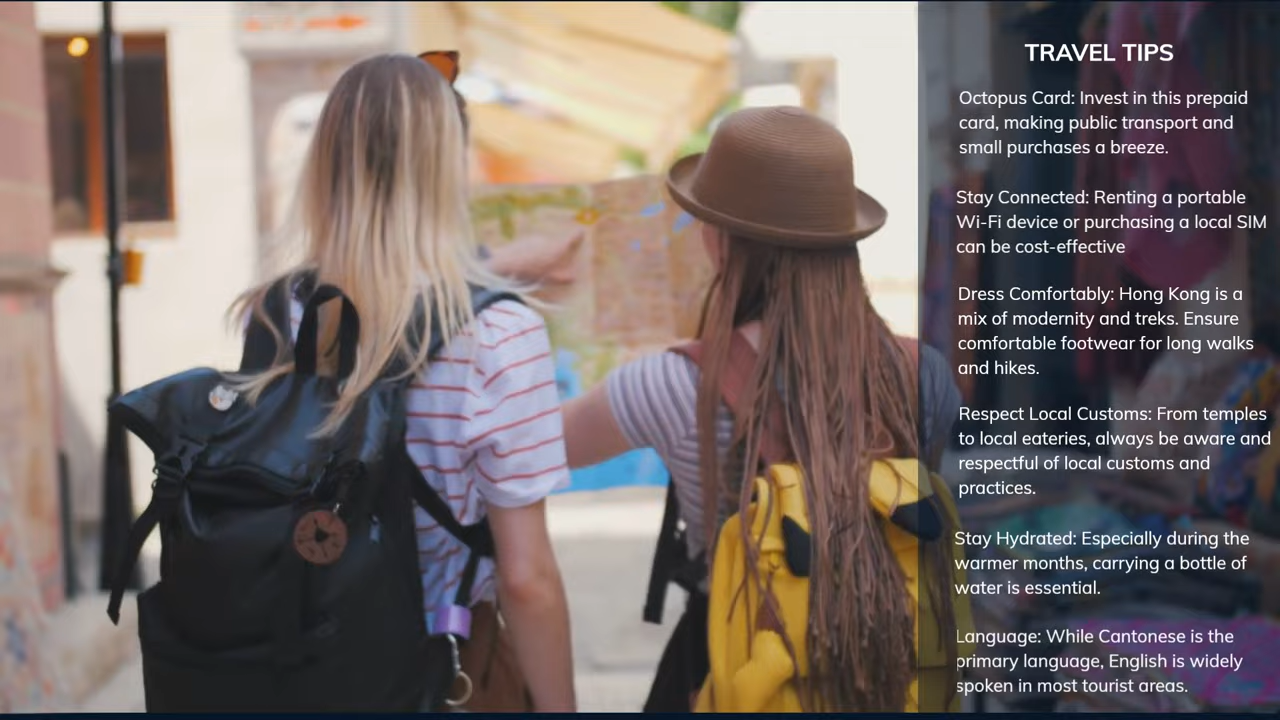 TRAVEL TIPS
Octopus Card: Invest in this prepaid
card, making public transport and
small purchases a breeze.
Stay Connected: Renting a portable
Wi-Fi device or purchasing a local SIM
can be cost-effective
Dress Comfortably: Hong Kong is a
mix of modernity and treks. Ensure
comfortable footwear for long walks
and hikes.
Respect Local Customs: From temples
to local eateries, always be aware and
respectful of local customs and
practices.
Stay Hydrated: Especially during the
warmer months, carrying a bottle of
water is essential.
Language: While Cantonese is the
primary language, English is widely
spoken in most tourist areas.